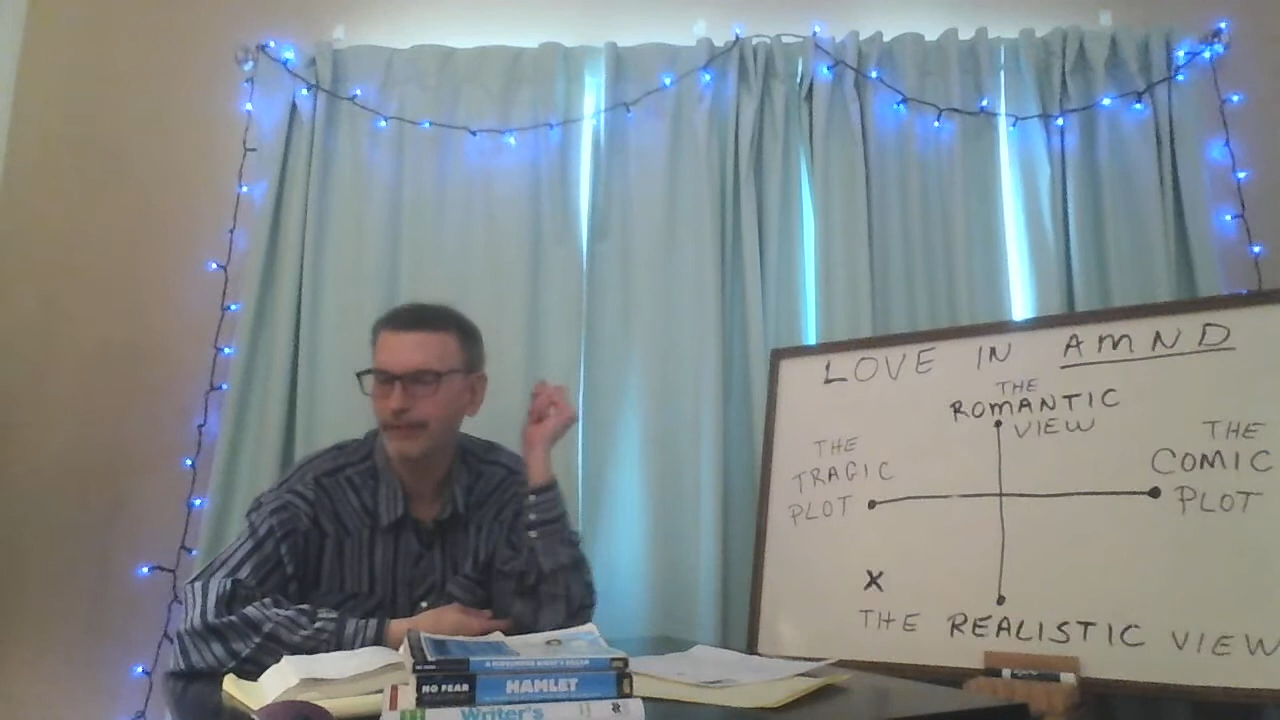 LOVE IN AMND
THE
ROMANTIC
VIEW
THE
TRAGIC
PLOT
THE
COMIC
PLOT
X
THE REALISTIC VIEW
A MIDSUMMER NIGHT'S DREAM
NO FEAR HAMLET
Writer's